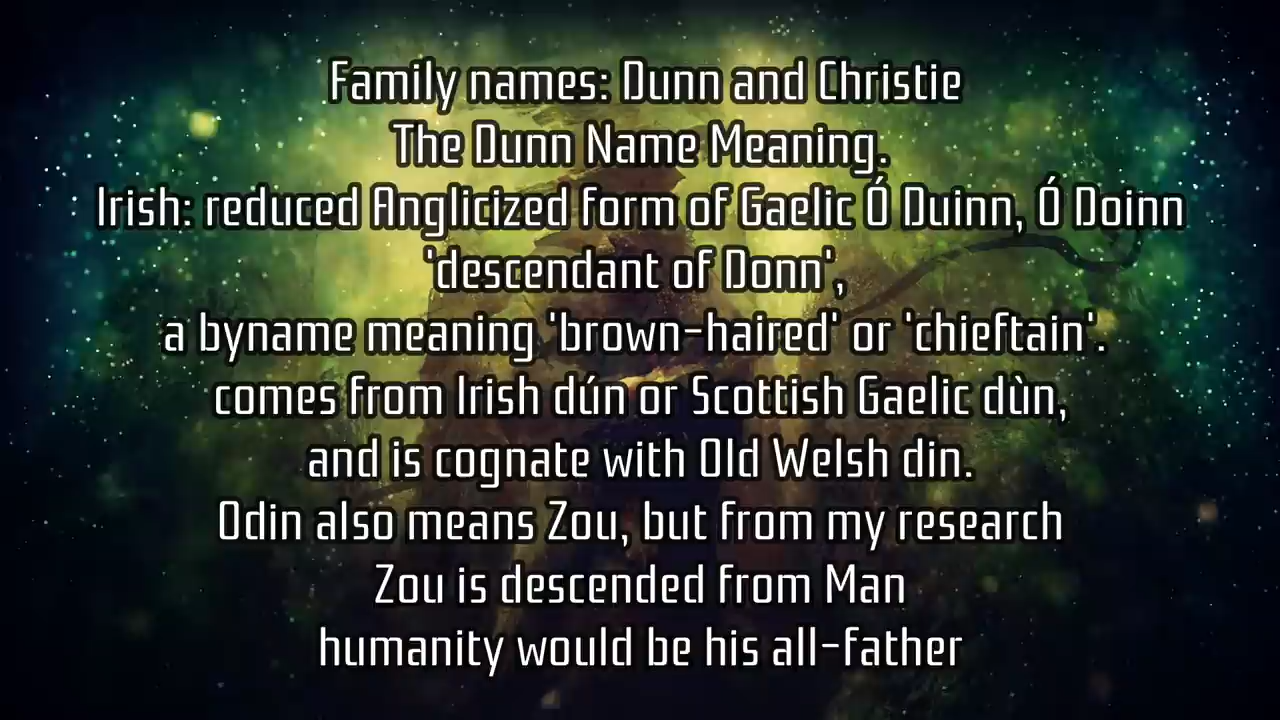 Family names: Dunn and Christie
The Dunn Name Meaning.
Irish: reduced Anglicized form of Gaelic Ó Duinn, Ó Doinn
'descendant of Donn',
a byname meaning 'brown-haired' or 'chieftain'.
comes from Irish dún or Scottish Gaelic dùn,
and is cognate with Old Welsh din.
Odin also means Zou, but from my research
Zou is descended from Man
humanity would be his all-father